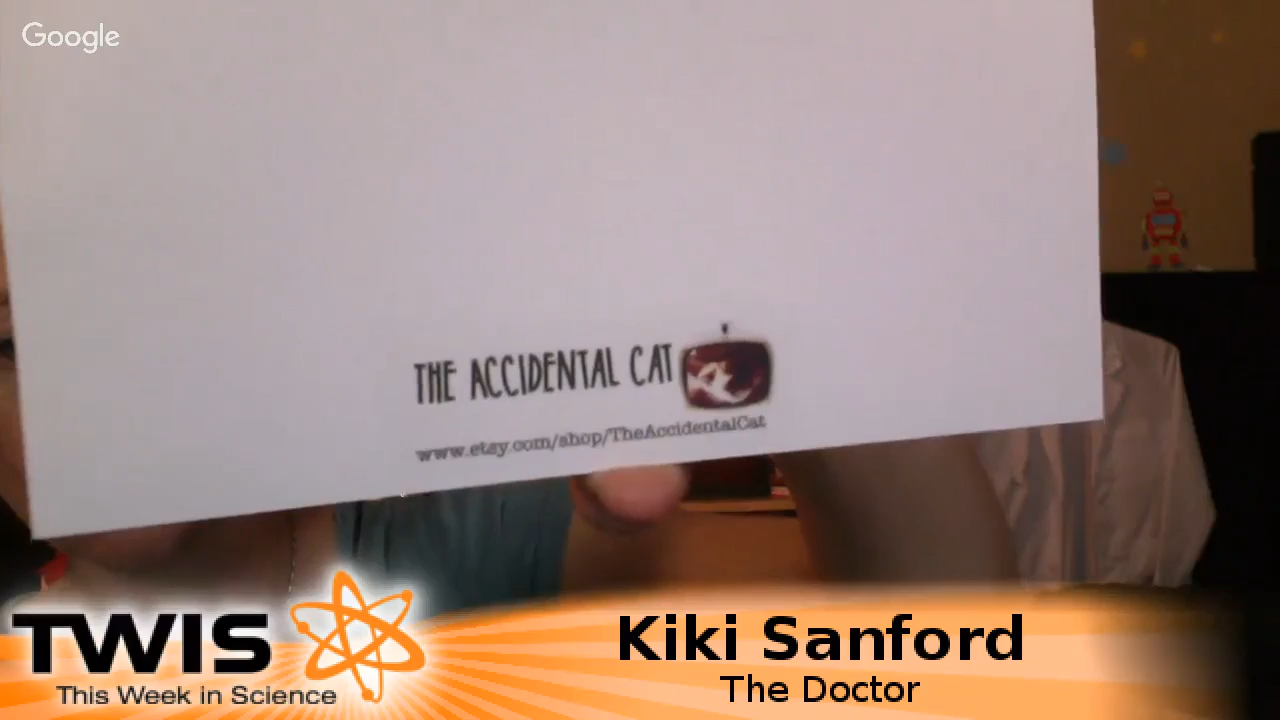 Google
THE ACCIDENTAL CAT
www.etsy.com/shop/TheAccidentalCat
TWIS
This Week in Science
Kiki Sanford
The Doctor